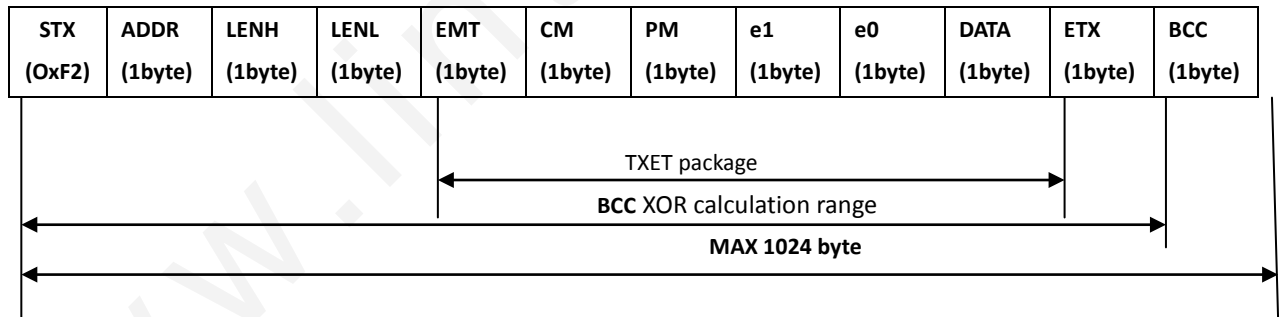 STX ADDR LENH LENL EMT CM PM e1 e0 DATA ETX BCC
(OxF2) (1byte) (1byte) (1byte) (1byte) (1byte) (1byte) (1byte) (1byte) (1byte) (1byte) (1byte)
TXET package
BCC XOR calculation range
MAX 1024 byte